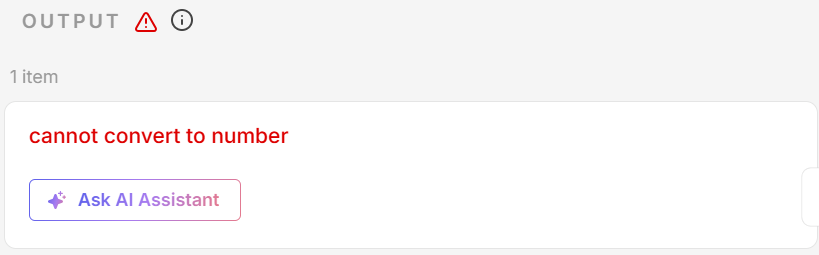 OUTPUT
1 item
cannot convert to number
Ask AI Assistant